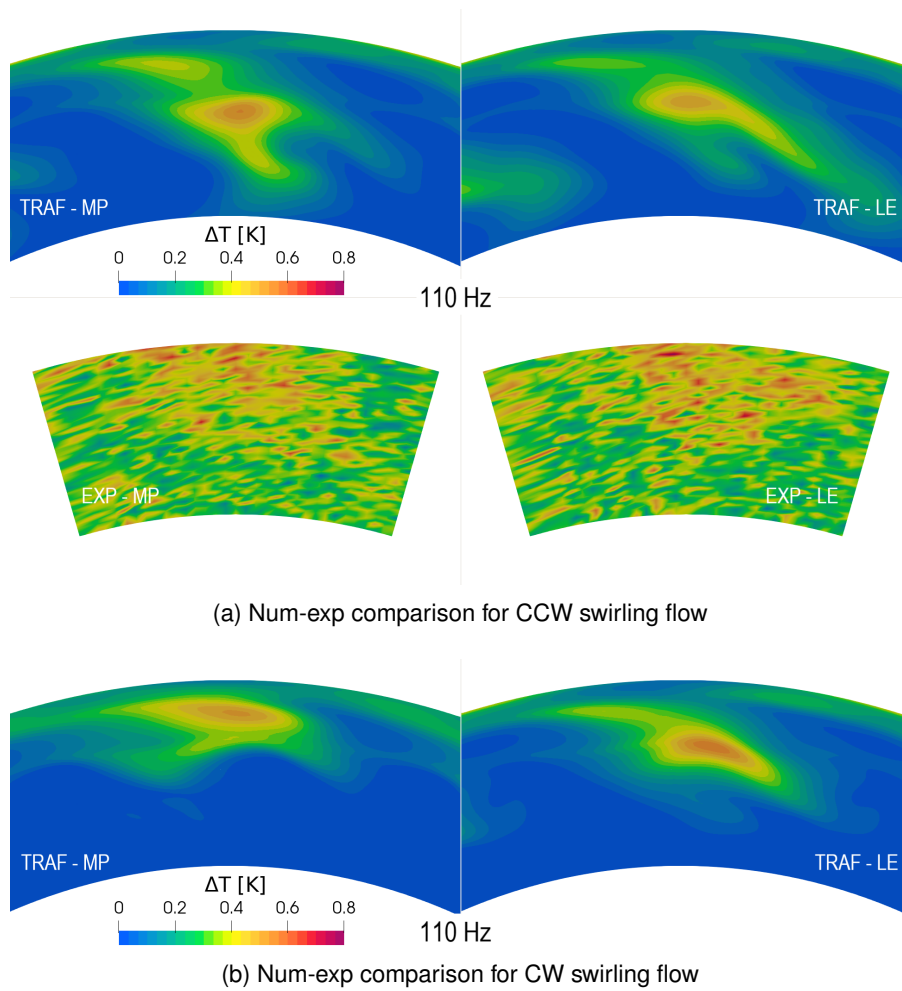 TRAF - MP
TRAF - LE
ΔT [K]
0 0.2 0.4 0.6 0.8
110 Hz
EXP - MP
EXP - LE
(a) Num-exp comparison for CCW swirling flow
TRAF - MP
TRAF - LE
ΔT [K]
0 0.2 0.4 0.6 0.8
110 Hz
(b) Num-exp comparison for CW swirling flow